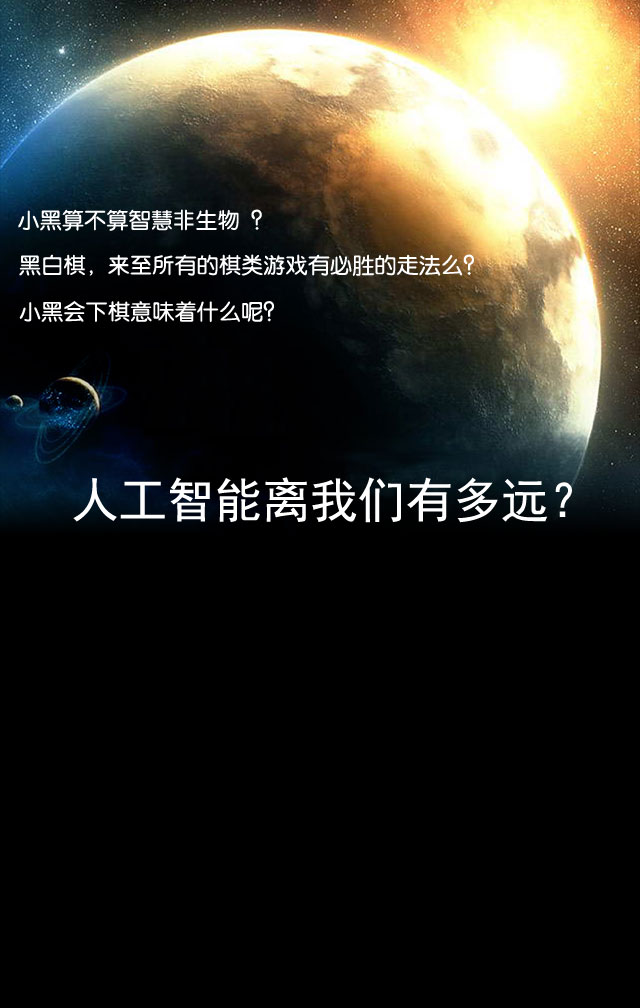 小黑算不算智慧非生物 ？
黑白棋，来至所有的棋类游戏有必胜的走法么？
小黑会下棋意味着什么呢？
人工智能离我们有多远？